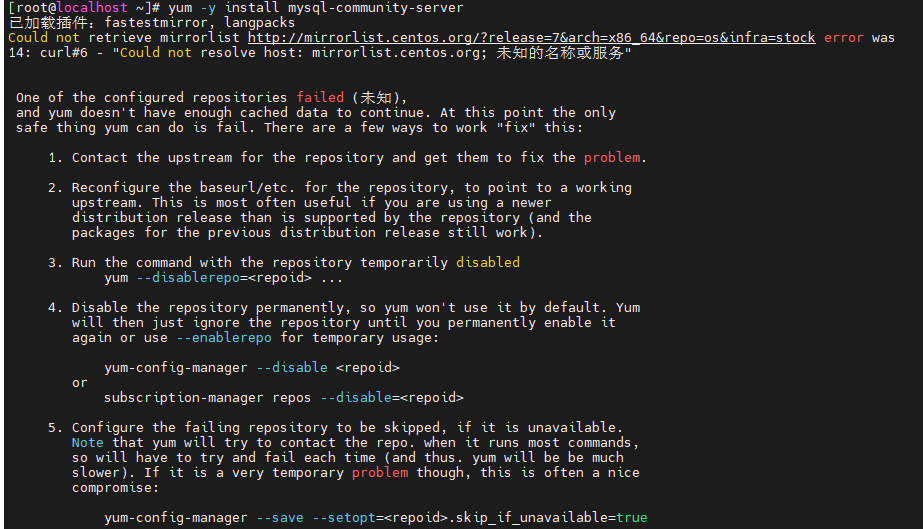 [root@localhost ~]# yum -y install mysql-community-server
已加载插件：fastestmirror, langpacks
Could not retrieve mirrorlist http://mirrorlist.centos.org/?release=7&arch=x86_64&repo=os&infra=stock error was
14: curl#6 - "Could not resolve host: mirrorlist.centos.org; 未知的名称或服务"
One of the configured repositories failed (未知),
and yum doesn't have enough cached data to continue. At this point the only
safe thing yum can do is fail. There are a few ways to work "fix" this:
1. Contact the upstream for the repository and get them to fix the problem.
2. Reconfigure the baseurl/etc. for the repository, to point to a working
upstream. This is most often useful if you are using a newer
distribution release than is supported by the repository (and the
packages for the previous distribution release still work).
3. Run the command with the repository temporarily disabled
yum --disablerepo=<repoid> ...
4. Disable the repository permanently, so yum won't use it by default. Yum
will then just ignore the repository until you permanently enable it
again or use --enablerepo for temporary usage:
yum-config-manager --disable <repoid>
or
subscription-manager repos --disable=<repoid>
5. Configure the failing repository to be skipped, if it is unavailable.
Note that yum will try to contact the repo. when it runs most commands,
so will have to try and fail each time (and thus. yum will be be much
slower). If it is a very temporary problem though, this is often a nice
compromise:
yum-config-manager --save --setopt=<repoid>.skip_if_unavailable=true